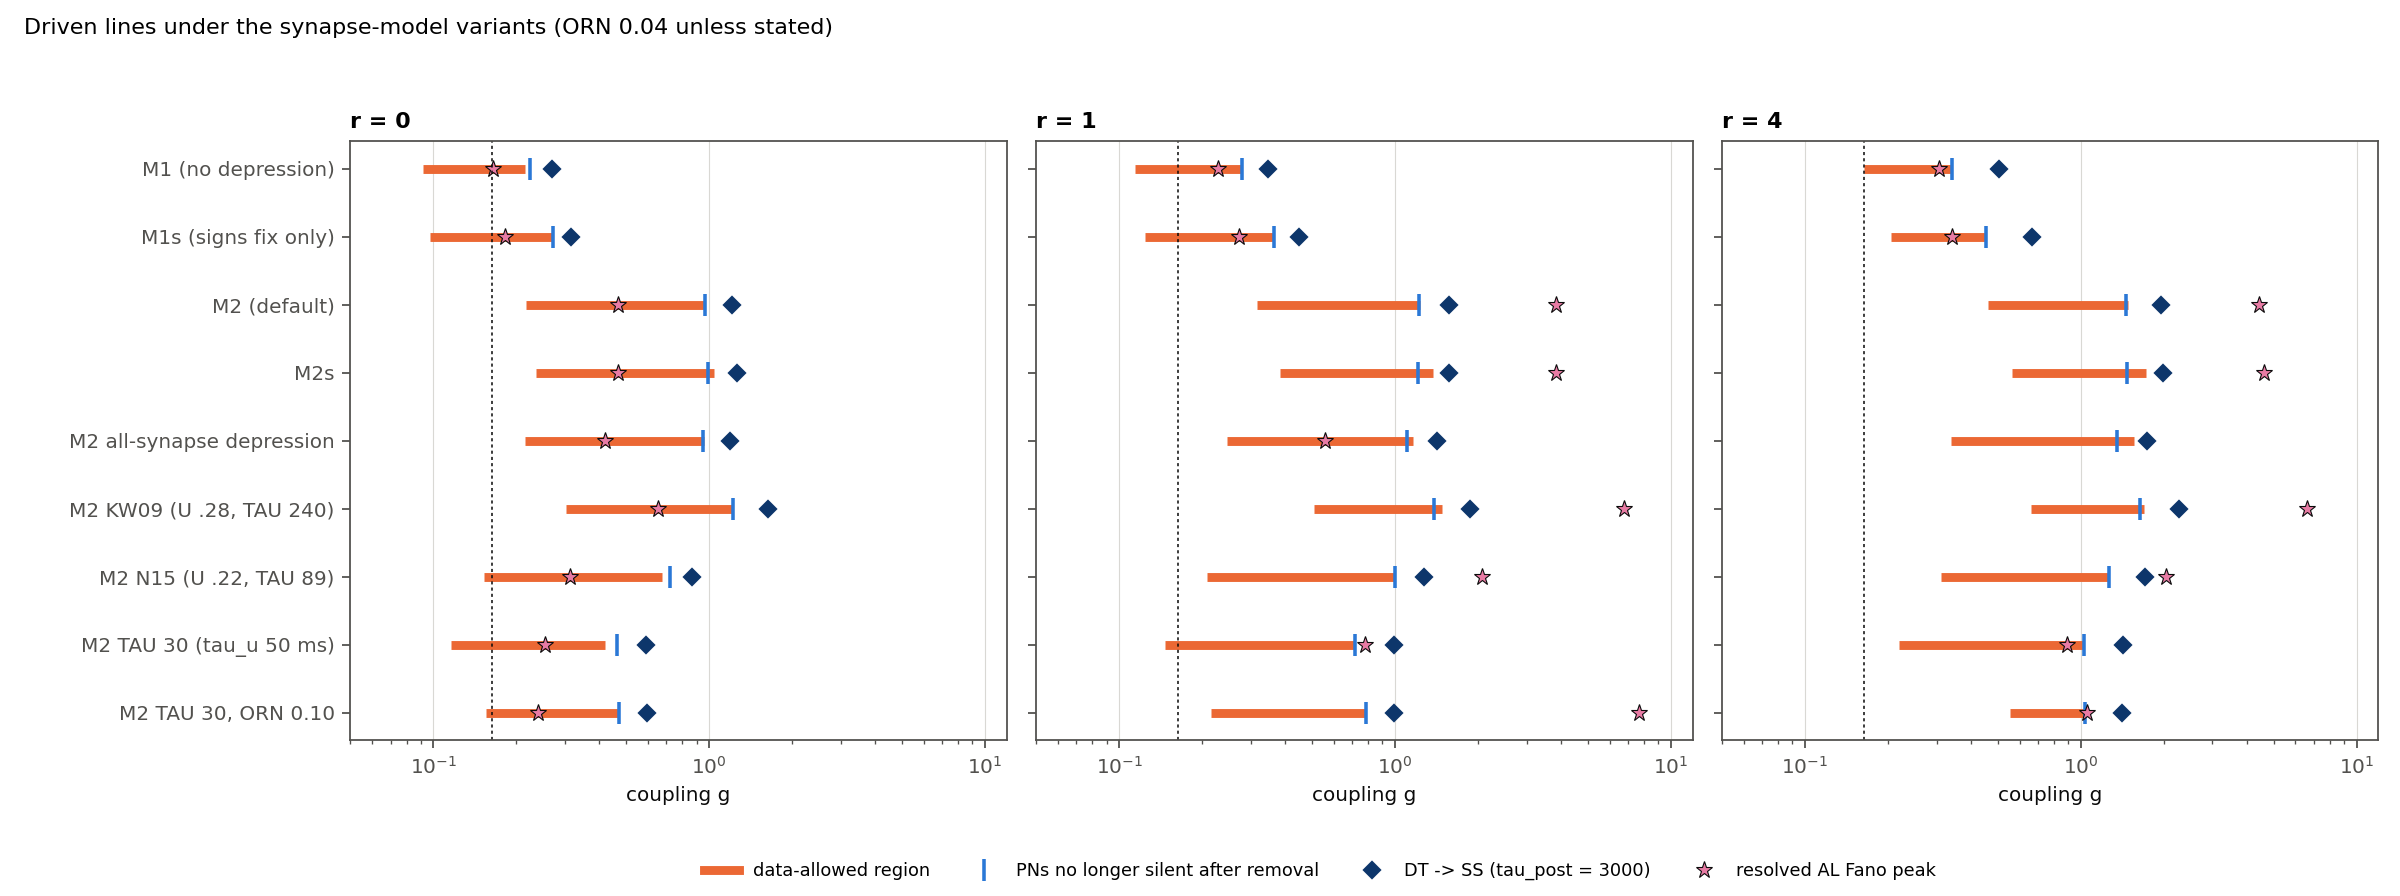 Driven lines under the synapse-model variants (ORN 0.04 unless stated)
r = 0
r = 1
r = 4
M1 (no depression)
M1s (signs fix only)
M2 (default)
M2s
M2 all-synapse depression
M2 KW09 (U .28, TAU 240)
M2 N15 (U .22, TAU 89)
M2 TAU 30 (tau_u 50 ms)
M2 TAU 30, ORN 0.10
10⁻¹ 10⁰ 10¹
10⁻¹ 10⁰ 10¹
10⁻¹ 10⁰ 10¹
coupling g
coupling g
coupling g
data-allowed region
PNs no longer silent after removal
DT -> SS (tau_post = 3000)
resolved AL Fano peak